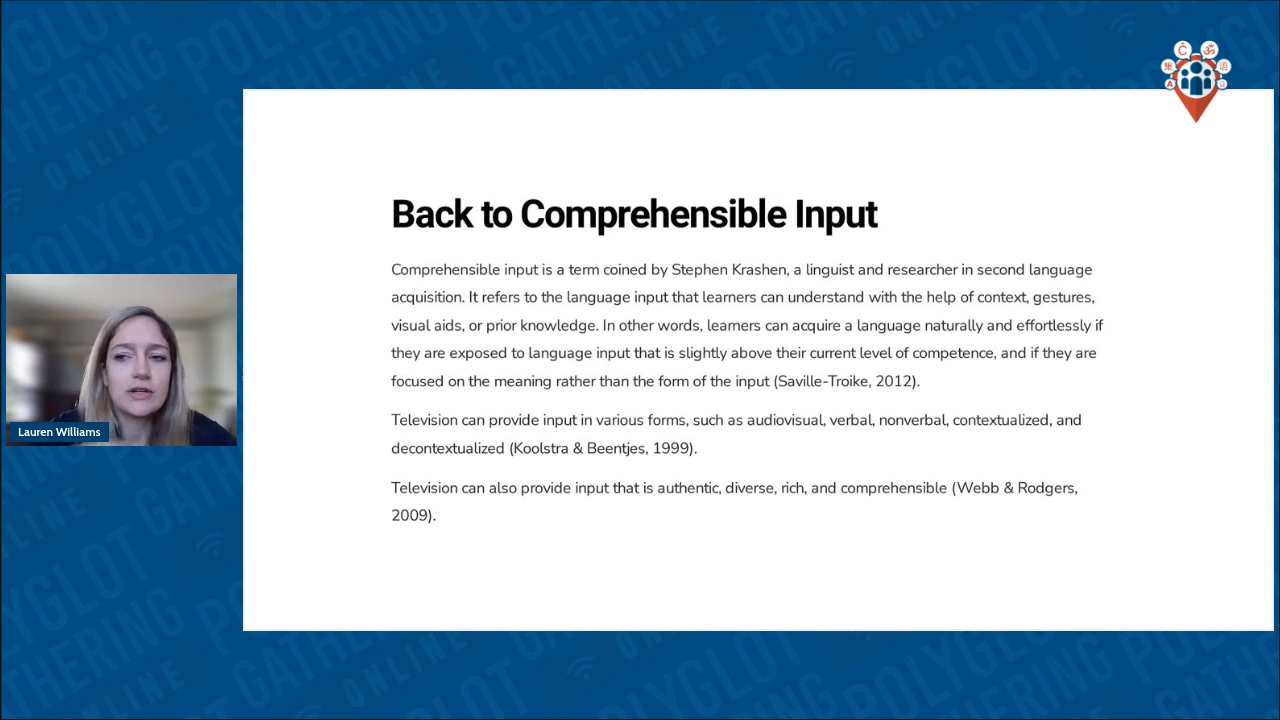 Back to Comprehensible Input
Comprehensible input is a term coined by Stephen Krashen, a linguist and researcher in second language
acquisition. It refers to the language input that learners can understand with the help of context, gestures,
visual aids, or prior knowledge. In other words, learners can acquire a language naturally and effortlessly if
they are exposed to language input that is slightly above their current level of competence, and if they are
focused on the meaning rather than the form of the input (Saville-Troike, 2012).
Television can provide input in various forms, such as audiovisual, verbal, nonverbal, contextualized, and
decontextualized (Koolstra & Beentjes, 1999).
Television can also provide input that is authentic, diverse, rich, and comprehensible (Webb & Rodgers,
2009).
Lauren Williams
POLYGLOT
GATHERING
ONLINE
Ĉ
ॐ
集
语
A